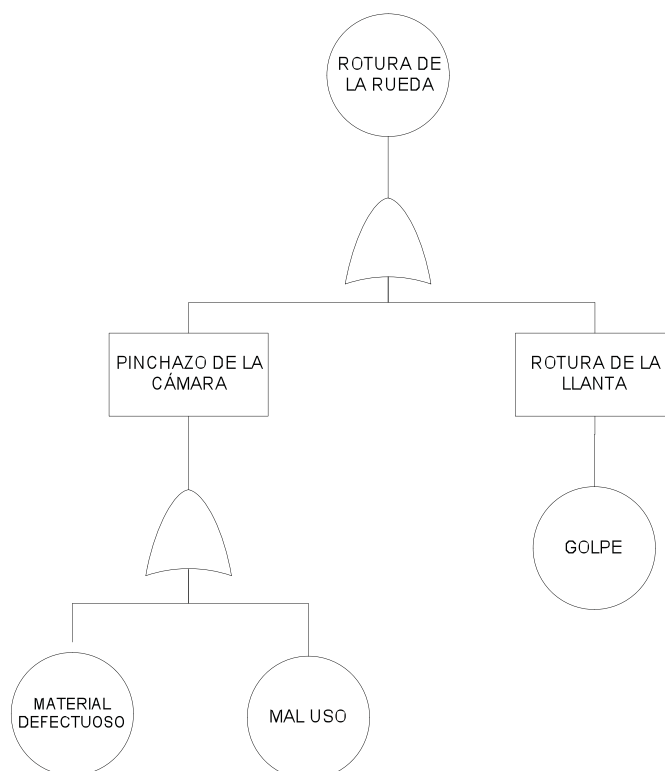 ROTURA DE
LA RUEDA
PINCHAZO DE LA
CÁMARA
ROTURA DE LA
LLANTA
GOLPE
MATERIAL
DEFECTUOSO
MAL USO